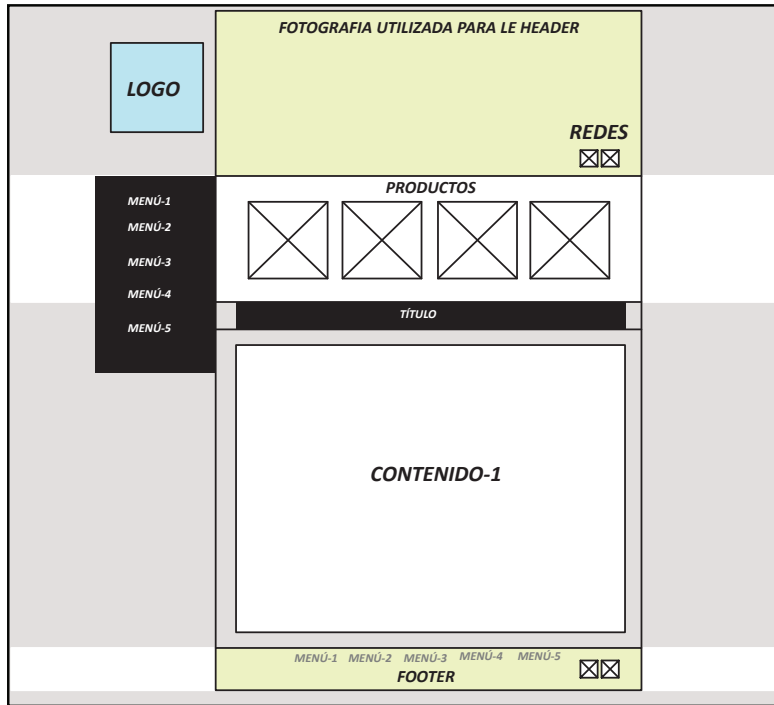 FOTOGRAFIA UTILIZADA PARA LE HEADER
LOGO
REDES
MENÚ-1
MENÚ-2
MENÚ-3
MENÚ-4
MENÚ-5
PRODUCTOS
TÍTULO
CONTENIDO-1
MENÚ-1 MENÚ-2 MENÚ-3 MENÚ-4 MENÚ-5
FOOTER